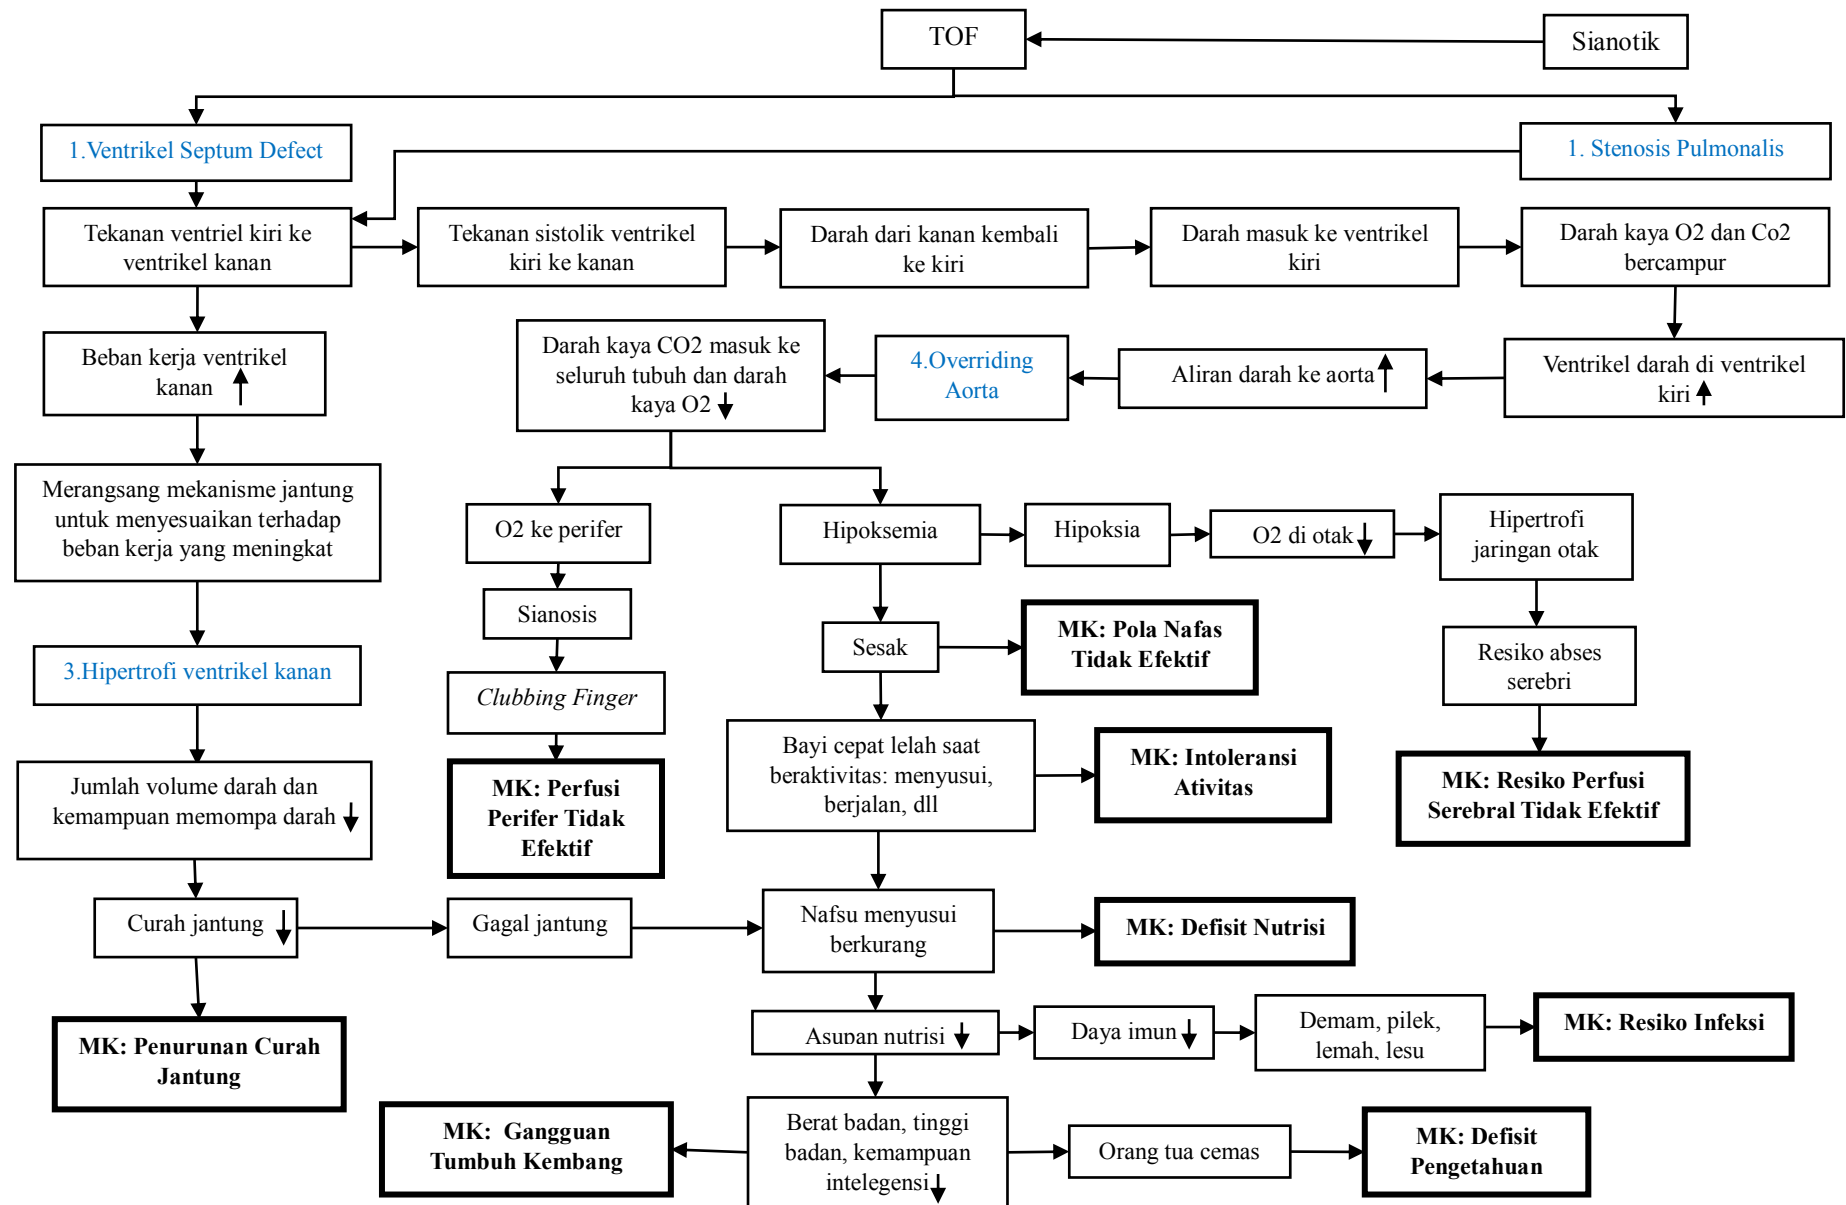 TOF
Sianotik
1.Ventrikel Septum Defect
1. Stenosis Pulmonalis
Tekanan ventriel kiri ke
ventrikel kanan
Tekanan sistolik ventrikel
kiri ke kanan
Darah dari kanan kembali
ke kiri
Darah masuk ke ventrikel
kiri
Darah kaya O2 dan Co2
bercampur
Beban kerja ventrikel
kanan
Darah kaya CO2 masuk ke
seluruh tubuh dan darah
kaya O2
4.Overriding
Aorta
Aliran darah ke aorta
Ventrikel darah di ventrikel
kiri
Merangsang mekanisme jantung
untuk menyesuaikan terhadap
beban kerja yang meningkat
O2 ke perifer
Hipoksemia
Hipoksia
O2 di otak
Hipertrofi
jaringan otak
Sianosis
Sesak
MK: Pola Nafas
Tidak Efektif
Resiko abses
serebri
3.Hipertrofi ventrikel kanan
Clubbing Finger
Bayi cepat lelah saat
beraktivitas: menyusui,
berjalan, dll
MK: Intoleransi
Ativitas
MK: Resiko Perfusi
Serebral Tidak Efektif
Jumlah volume darah dan
kemampuan memompa darah
MK: Perfusi
Perifer Tidak
Efektif
Curah jantung
Gagal jantung
Nafsu menyusui
berkurang
MK: Defisit Nutrisi
MK: Penurunan Curah
Jantung
Asupan nutrisi
Daya imun
Demam, pilek,
lemah, lesu
MK: Resiko Infeksi
MK:  Gangguan
Tumbuh Kembang
Berat badan, tinggi
badan, kemampuan
intelegensi
Orang tua cemas
MK: Defisit
Pengetahuan